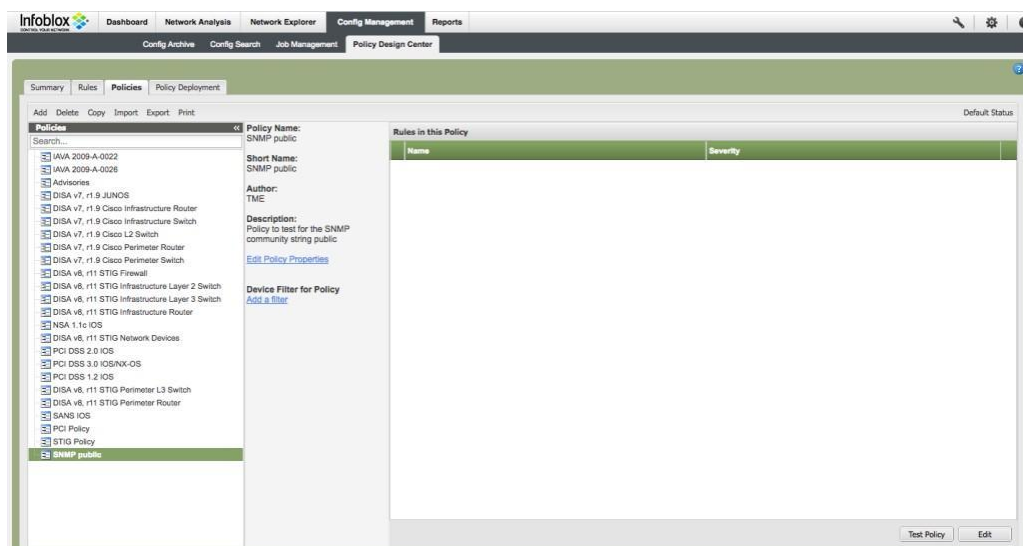 Infoblox
CONTROL YOUR NETWORK
Dashboard Network Analysis Network Explorer Config Management Reports
Config Archive Config Search Job Management Policy Design Center
Summary Rules Policies Policy Deployment
Add Delete Copy Import Export Print
Default Status
Policies
Search...
IAVA 2009-A-0022
IAVA 2009-A-0026
Advisories
DISA v7, r1.9 JUNOS
DISA v7, r1.9 Cisco Infrastructure Router
DISA v7, r1.9 Cisco Infrastructure Switch
DISA v7, r1.9 Cisco L2 Switch
DISA v7, r1.9 Cisco Perimeter Router
DISA v7, r1.9 Cisco Perimeter Switch
DISA v8, r11 STIG Firewall
DISA v8, r11 STIG Infrastructure Layer 2 Switch
DISA v8, r11 STIG Infrastructure Layer 3 Switch
DISA v8, r11 STIG Infrastructure Router
NSA 1.1c IOS
DISA v8, r11 STIG Network Devices
PCI DSS 2.0 IOS
PCI DSS 3.0 IOS/NX-OS
PCI DSS 1.2 IOS
DISA v8, r11 STIG Perimeter L3 Switch
DISA v8, r11 STIG Perimeter Router
SANS IOS
PCI Policy
STIG Policy
SNMP public
Policy Name:
SNMP public
Short Name:
SNMP public
Author:
TME
Description:
Policy to test for the SNMP
community string public
Edit Policy Properties
Device Filter for Policy
Add a filter
Rules in this Policy
Name Severity
Test Policy Edit